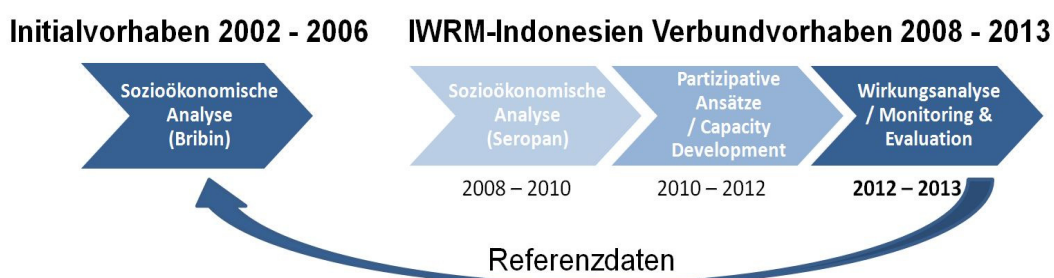 Initialvorhaben 2002 - 2006
IWRM-Indonesien Verbundvorhaben 2008 - 2013
Sozioökonomische
Analyse
(Bribin)
Sozioökonomische
Analyse
(Seropan)
Partizipative
Ansätze
/ Capacity
Development
Wirkungsanalyse
/ Monitoring &
Evaluation
2008 – 2010
2010 – 2012
2012 – 2013
Referenzdaten